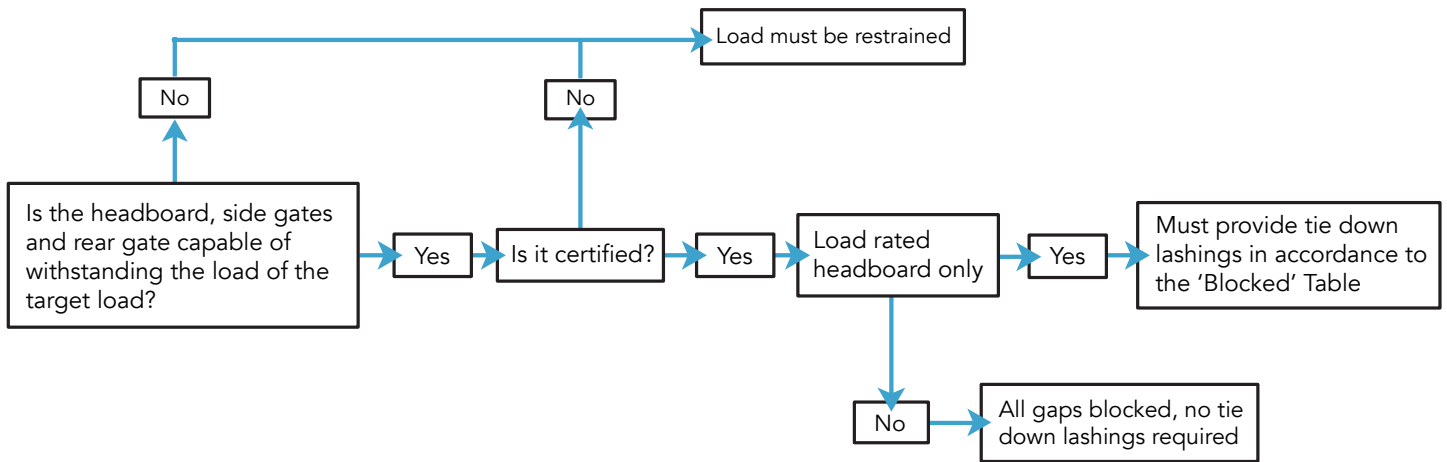 Load must be restrained
No
No
Is the headboard, side gates
and rear gate capable of
withstanding the load of the
target load?
Yes
Is it certified?
Yes
Load rated
headboard only
Yes
Must provide tie down
lashings in accordance to
the ‘Blocked’ Table
No
All gaps blocked, no tie
down lashings required